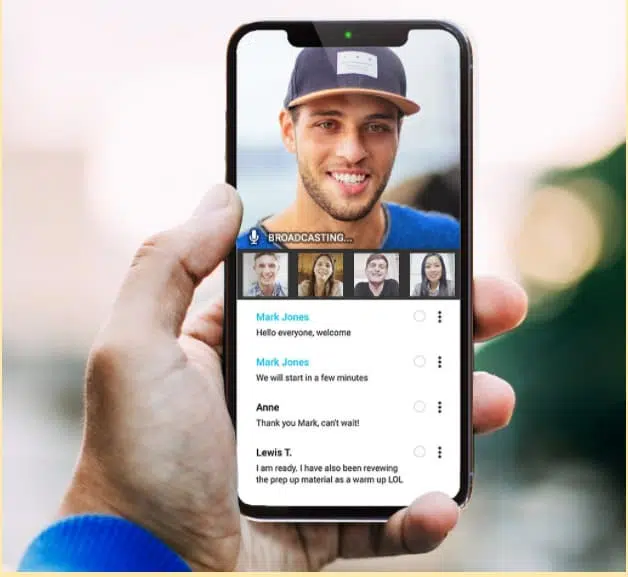 BROADCASTING...
Mark Jones
Hello everyone, welcome
Mark Jones
We will start in a few minutes
Anne
Thank you Mark, can't wait!
Lewis T.
I am ready, I have also been revewing
the prep up material as a warm up LOL